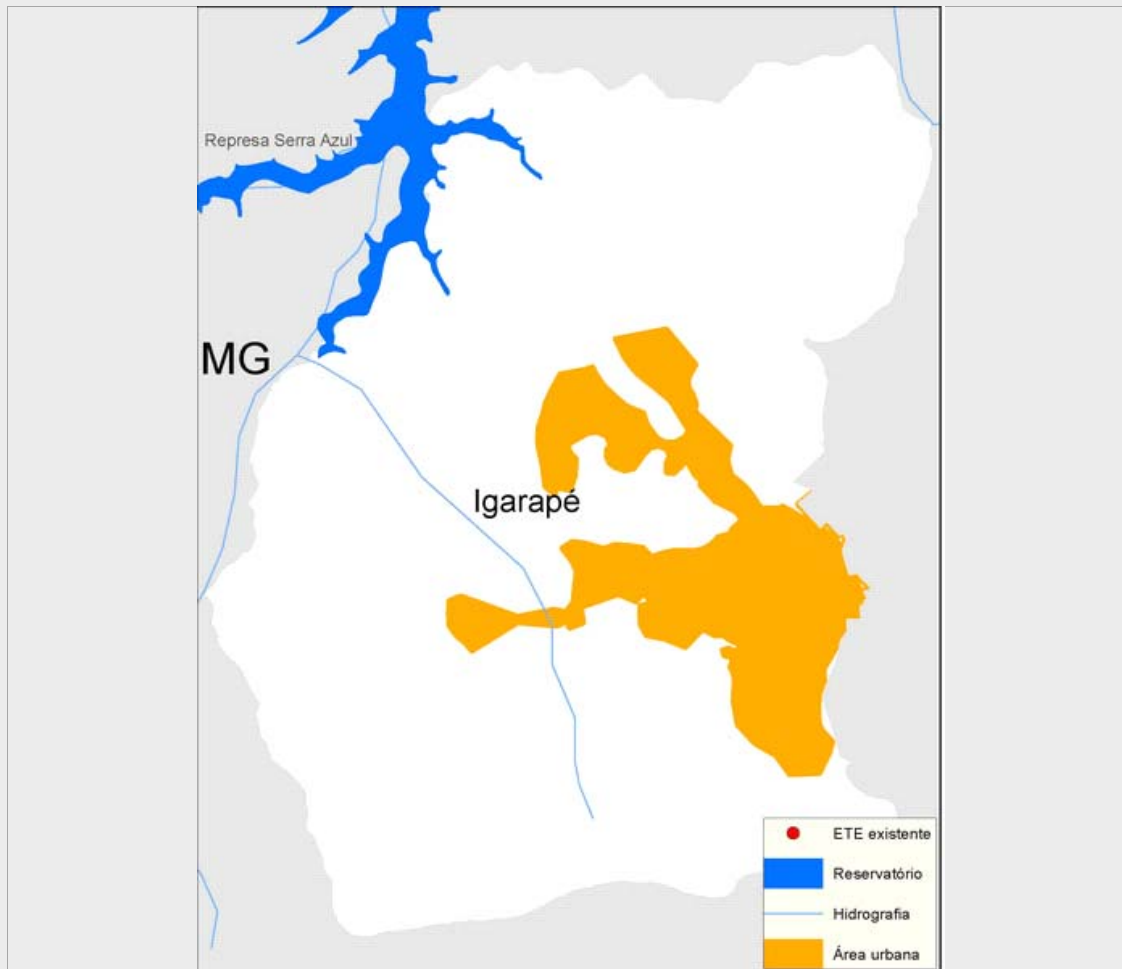 Represa Serra Azul
MG
Igarapé
ETE existente
Reservatório
Hidrografia
Área urbana